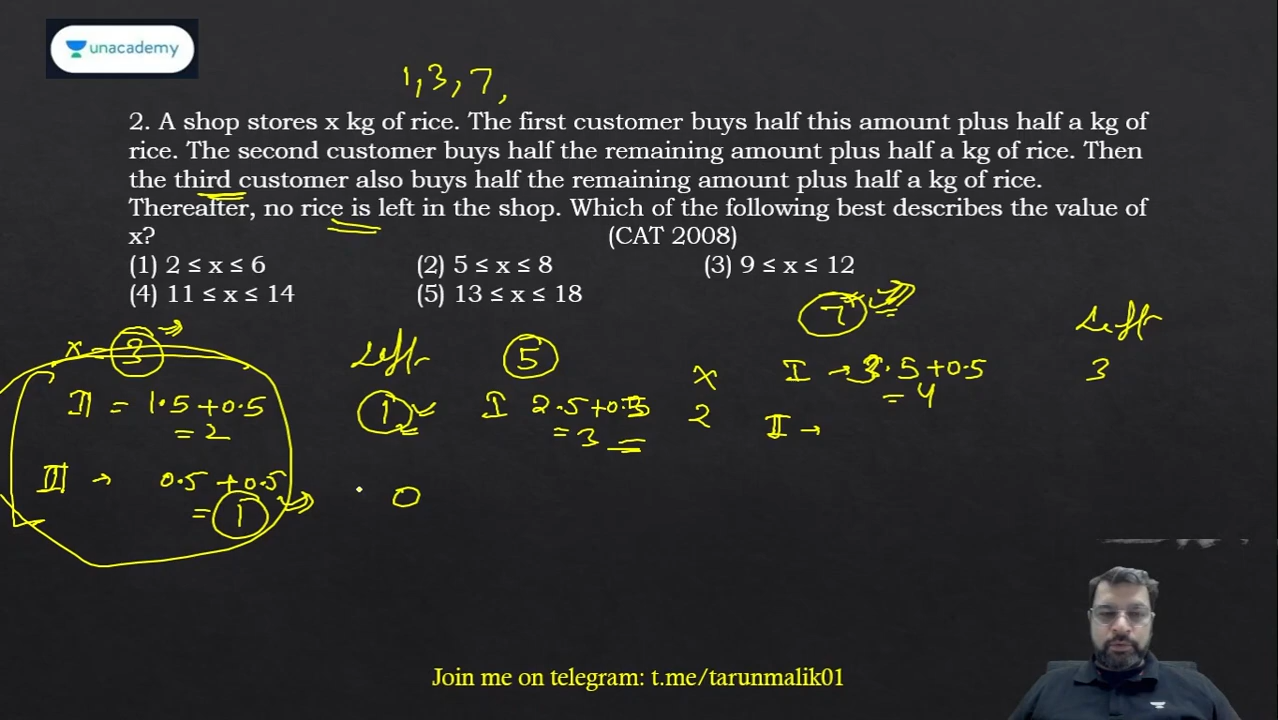 unacademy
1, 3, 7,
2. A shop stores x kg of rice. The first customer buys half this amount plus half a kg of
rice. The second customer buys half the remaining amount plus half a kg of rice. Then
the third customer also buys half the remaining amount plus half a kg of rice.
Thereafter, no rice is left in the shop. Which of the following best describes the value of
x? (CAT 2008)
(1) 2 ≤ x ≤ 6 (2) 5 ≤ x ≤ 8 (3) 9 ≤ x ≤ 12
(4) 11 ≤ x ≤ 14 (5) 13 ≤ x ≤ 18
x = 3 Left 5 7 Left
II = 1.5 + 0.5 1 I 2.5 + 0.5 x I → 3.5 + 0.5 3
= 2 = 3 2 = 4
II →
III → 0.5 + 0.5 0
= 1
Join me on telegram: t.me/tarunmalik01